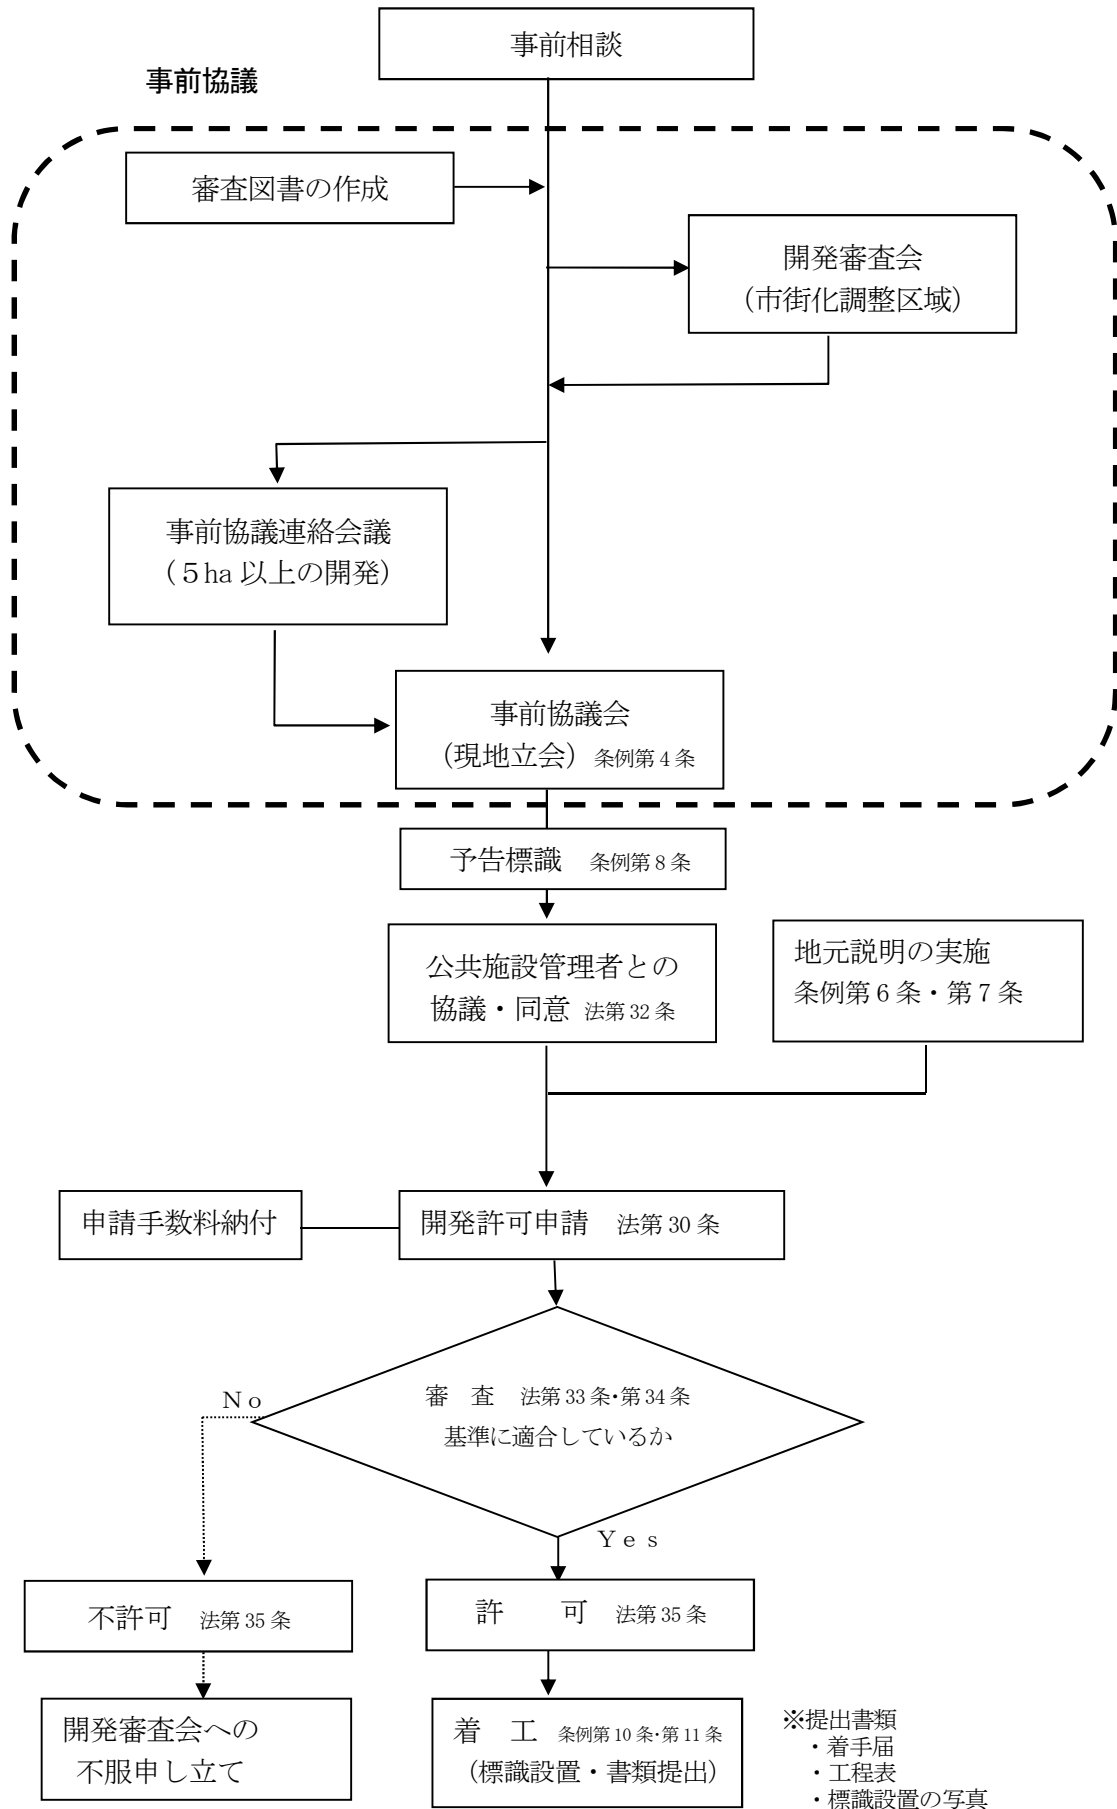 事前相談
事前協議
審査図書の作成
開発審査会
（市街化調整区域）
事前協議連絡会議
（５ha 以上の開発）
事前協議会
（現地立会） 条例第 4 条
予告標識　条例第 8 条
公共施設管理者との
協議・同意 法第 32 条
地元説明の実施
条例第 6 条・第 7 条
申請手数料納付
開発許可申請　法第 30 条
審　査　法第 33 条・第 34 条
基準に適合しているか
Ｎｏ
Ｙｅｓ
不許可　法第 35 条
許　　可　法第 35 条
開発審査会への
不服申し立て
着　工　条例第 10 条・第 11 条
（標識設置・書類提出）
※提出書類
・着手届
・工程表
・標識設置の写真